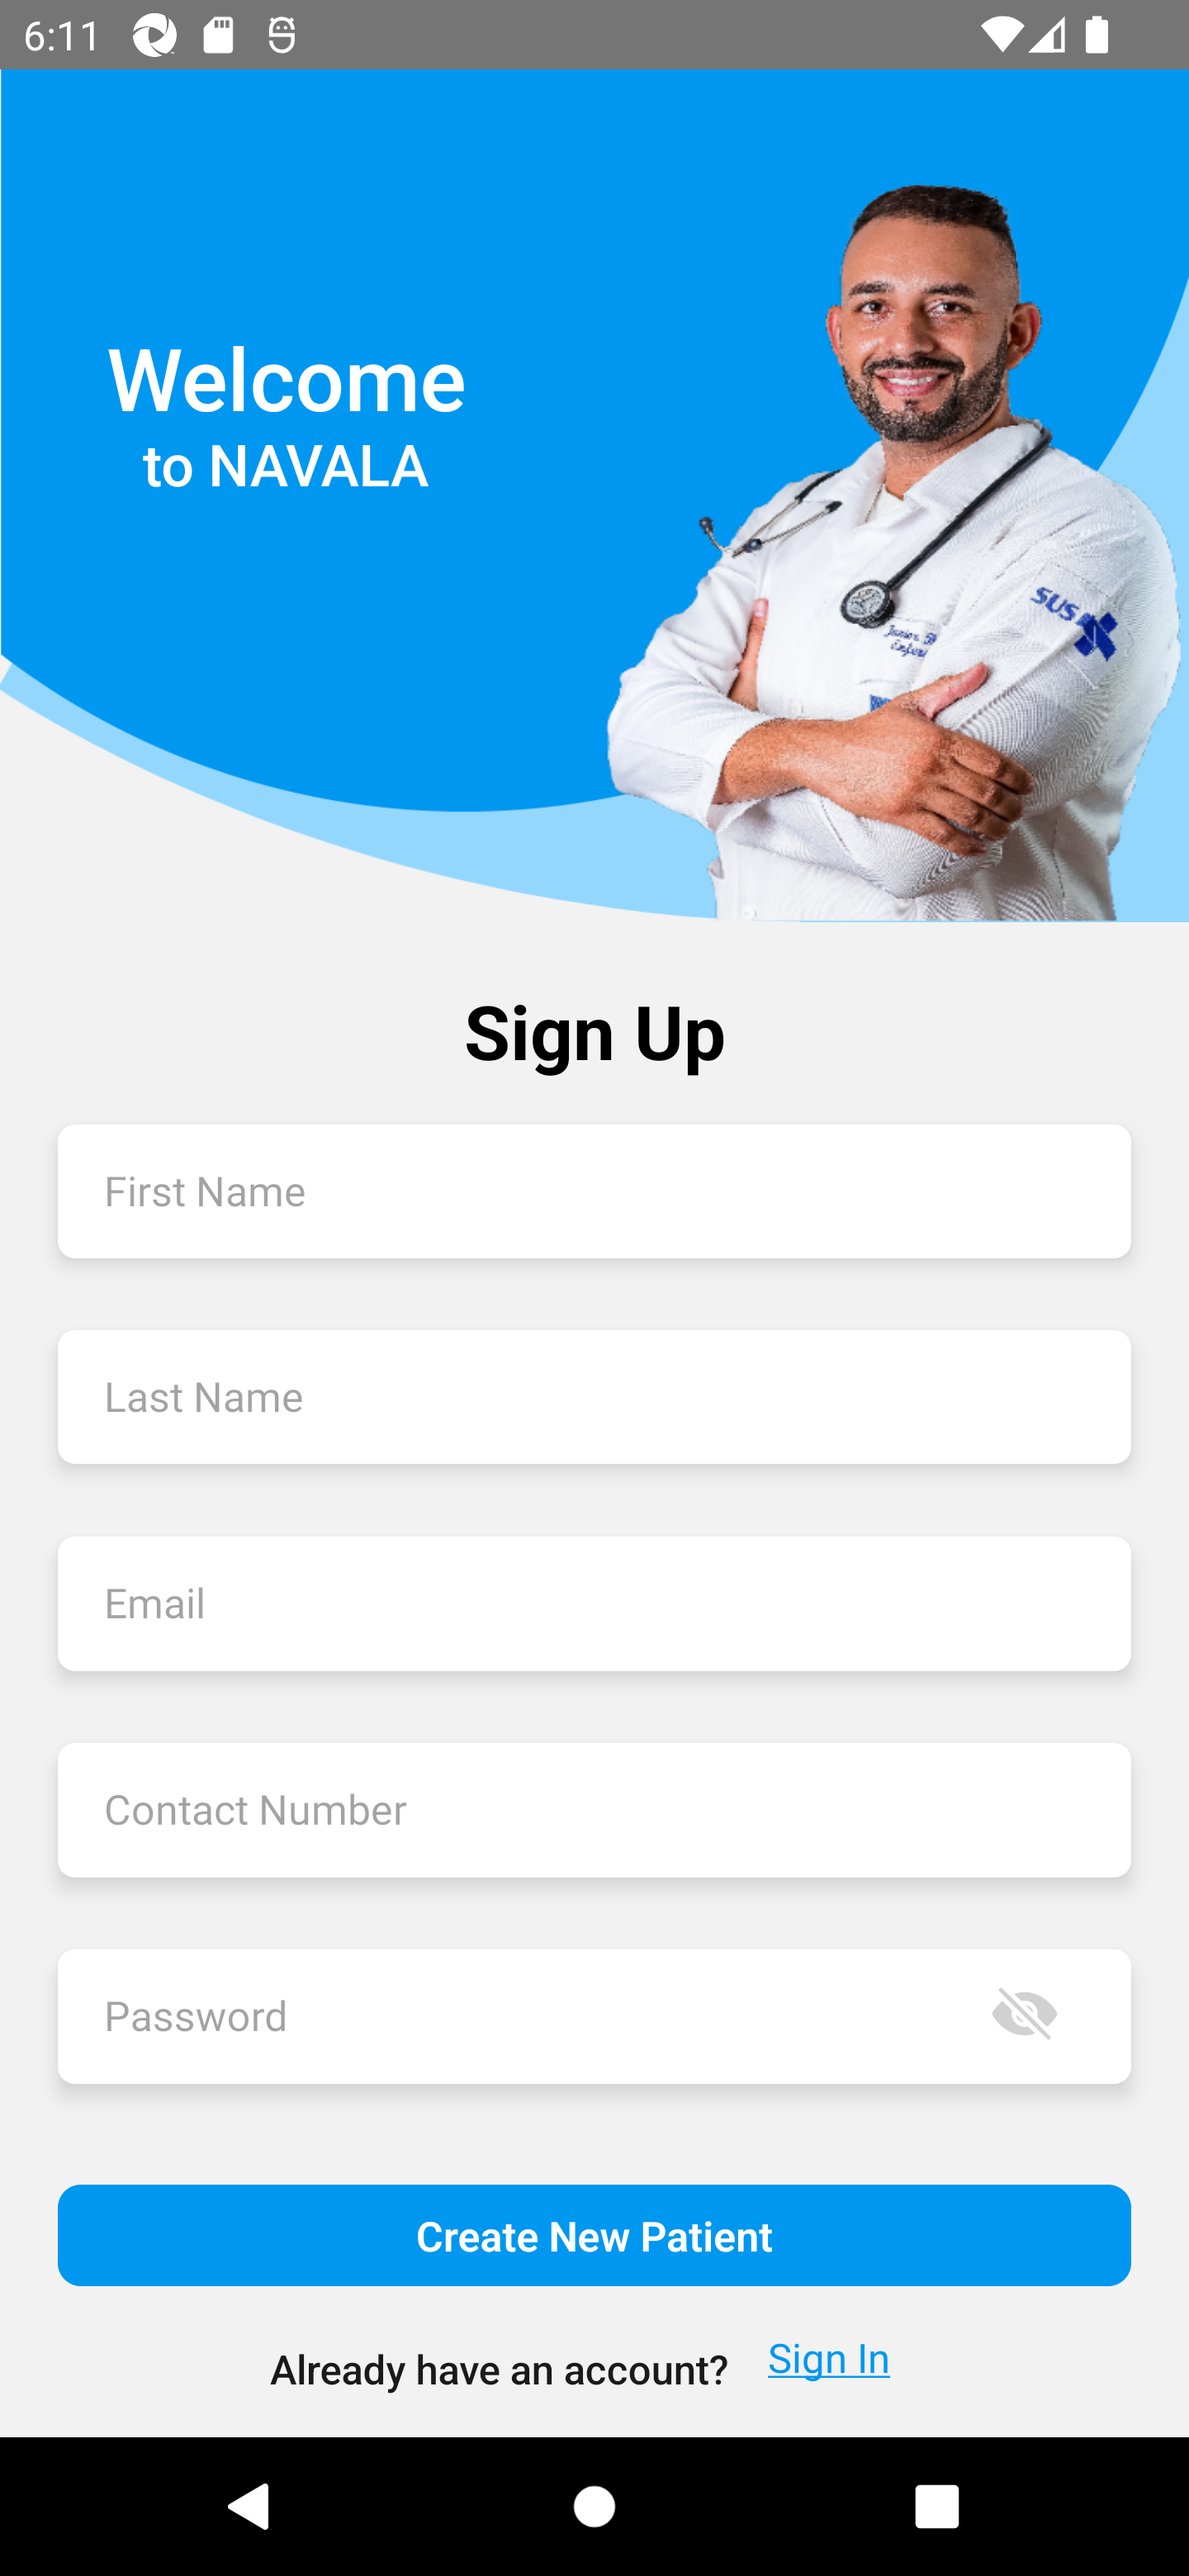 6:11
Welcome
to NAVALA
SUS
Sign Up
First Name
Last Name
Email
Contact Number
Password
Create New Patient
Already have an account? Sign In